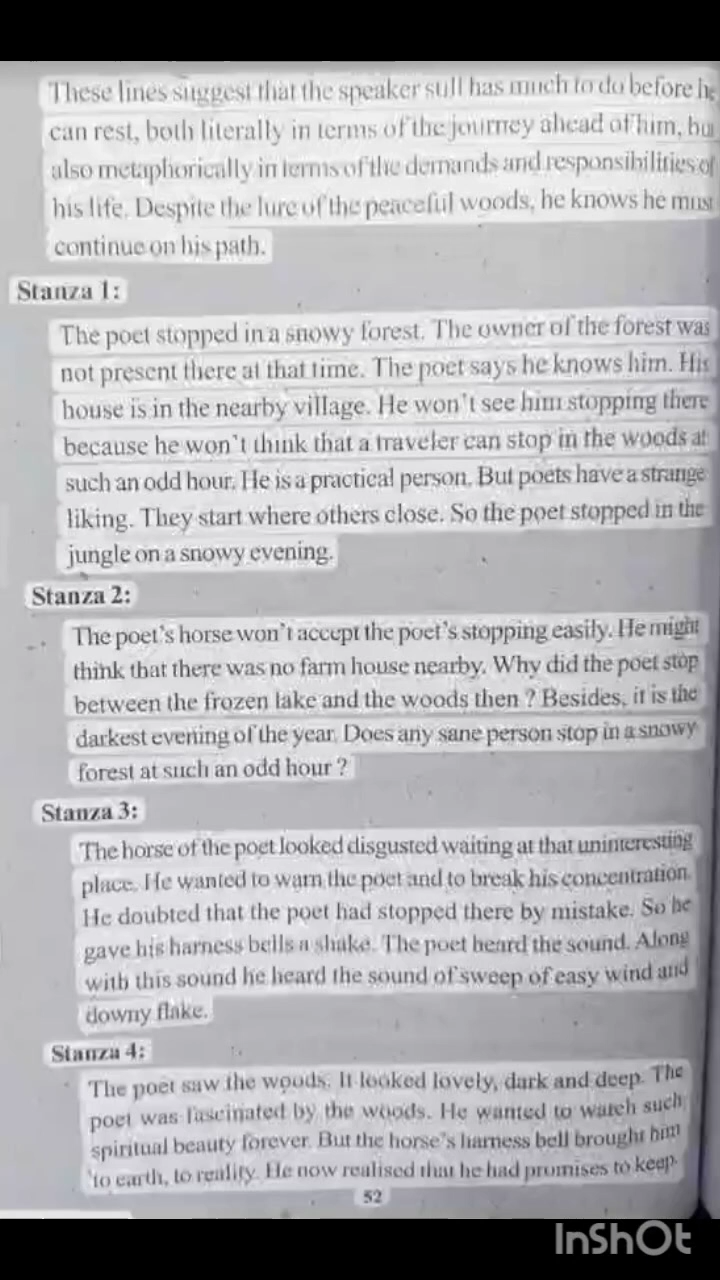 These lines suggest that the speaker still has much to do before he
can rest, both literally in terms of the journey ahead of him, but
also metaphorically in terms of the demands and responsibilities of
his life. Despite the lure of the peaceful woods, he knows he must
continue on his path.
Stanza 1:
The poet stopped in a snowy forest. The owner of the forest was
not present there at that time. The poet says he knows him. His
house is in the nearby village. He won't see him stopping there
because he won't think that a traveler can stop in the woods at
such an odd hour. He is a practical person. But poets have a strange
liking. They start where others close. So the poet stopped in the
jungle on a snowy evening.
Stanza 2:
The poet's horse won't accept the poet's stopping easily. He might
think that there was no farm house nearby. Why did the poet stop
between the frozen lake and the woods then ? Besides, it is the
darkest evening of the year. Does any sane person stop in a snowy
forest at such an odd hour ?
Stanza 3:
The horse of the poet looked disgusted waiting at that uninteresting
place. He wanted to warn the poet and to break his concentration.
He doubted that the poet had stopped there by mistake. So he
gave his harness bells a shake. The poet heard the sound. Along
with this sound he heard the sound of sweep of easy wind and
downy flake.
Stanza 4:
The poet saw the woods. It looked lovely, dark and deep. The
poet was fascinated by the woods. He wanted to watch such
spiritual beauty forever. But the horse's harness bell brought him
to earth, to reality. He now realised that he had promises to keep.
52
InShOt